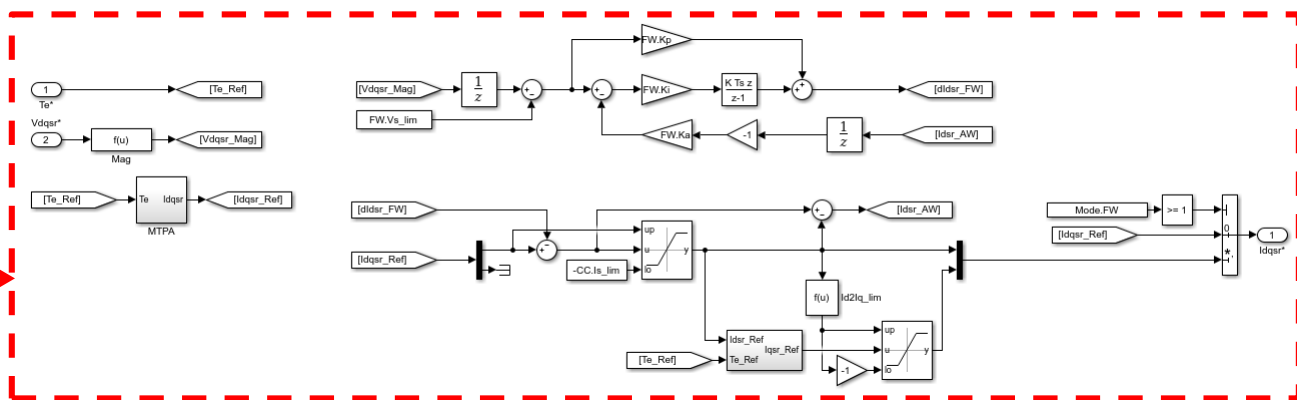 1
Te*
[Te_Ref]
Vdqsr*
2
f(u)
Mag
[Vdqsr_Mag]
[Te_Ref]
Te
Idqsr
MTPA
[Idqsr_Ref]
[Vdqsr_Mag]
1
z
FW.Vs_lim
FW.Kp
FW.Ki
K Ts z
z-1
[dIdsr_FW]
FW.Ka
-1
1
z
[Idsr_AW]
[dIdsr_FW]
[Idqsr_Ref]
-CC.Is_lim
up
u
lo
y
[Idsr_AW]
f(u)
Id2Iq_lim
[Te_Ref]
Idsr_Ref
Te_Ref
Iqsr_Ref
-1
up
u
lo
y
Mode.FW
>= 1
[Idqsr_Ref]
0
*
1
Idqsr*